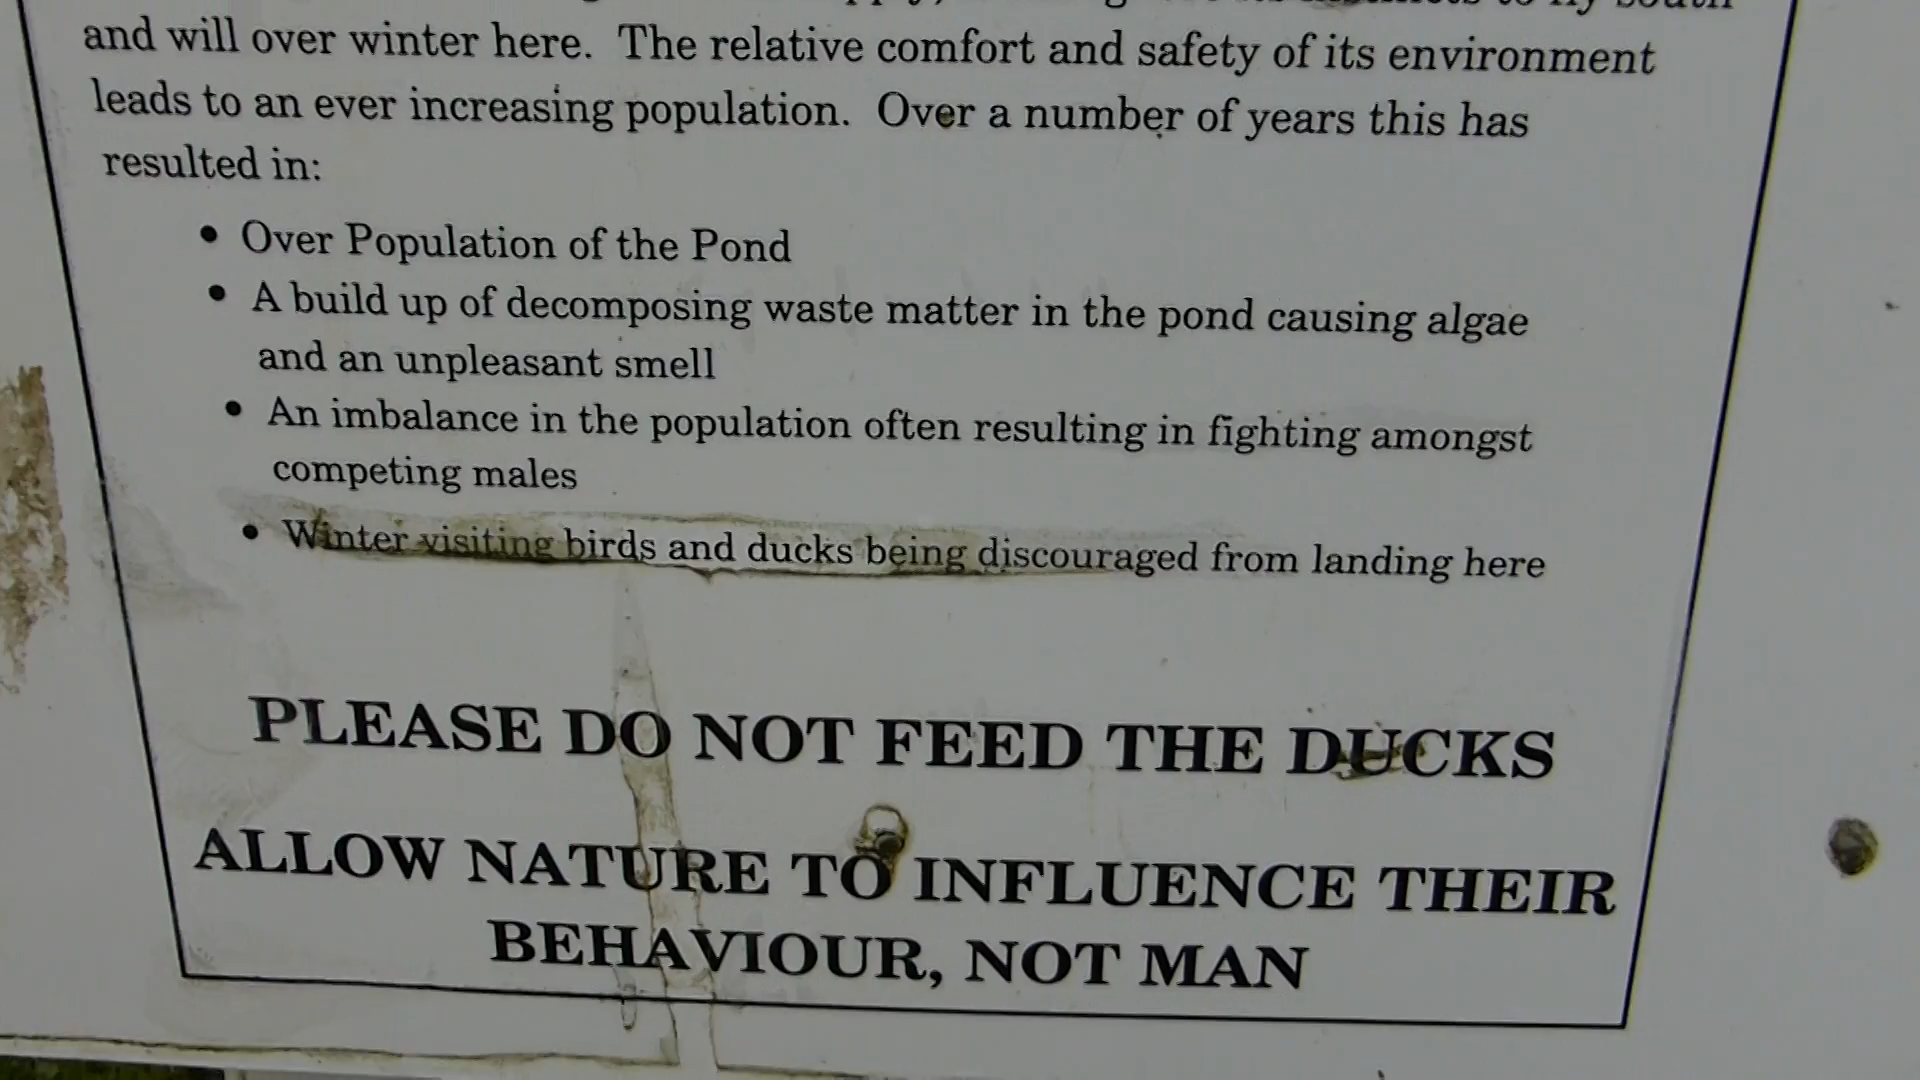 to fly south
and will over winter here. The relative comfort and safety of its environment
leads to an ever increasing population. Over a number of years this has
resulted in:
• Over Population of the Pond
• A build up of decomposing waste matter in the pond causing algae
and an unpleasant smell
• An imbalance in the population often resulting in fighting amongst
competing males
• Winter visiting birds and ducks being discouraged from landing here
PLEASE DO NOT FEED THE DUCKS
ALLOW NATURE TO INFLUENCE THEIR
BEHAVIOUR, NOT MAN